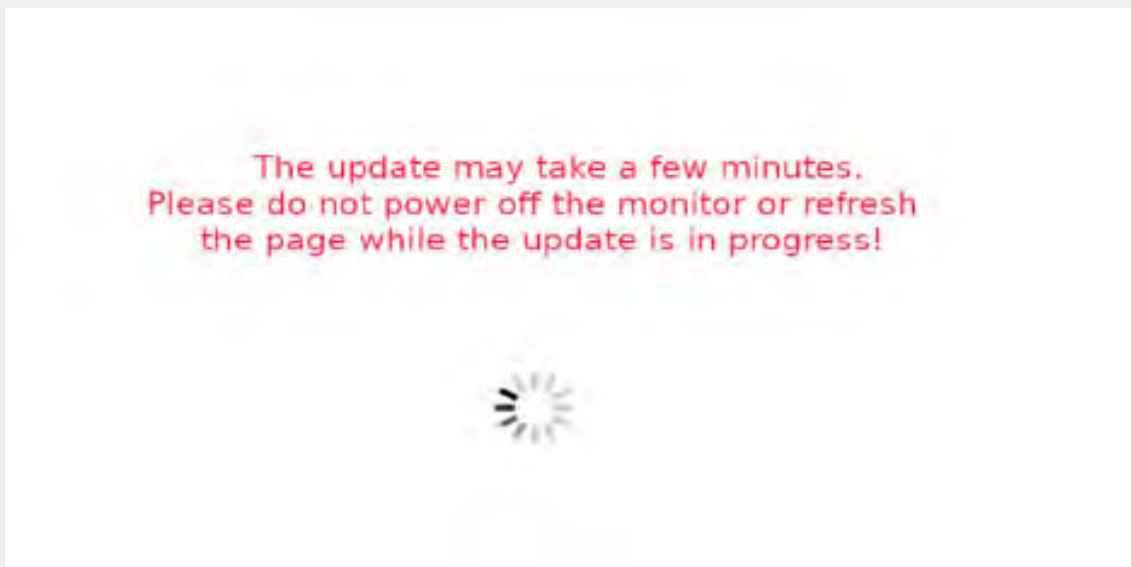 The update may take a few minutes.
Please do not power off the monitor or refresh
the page while the update is in progress!